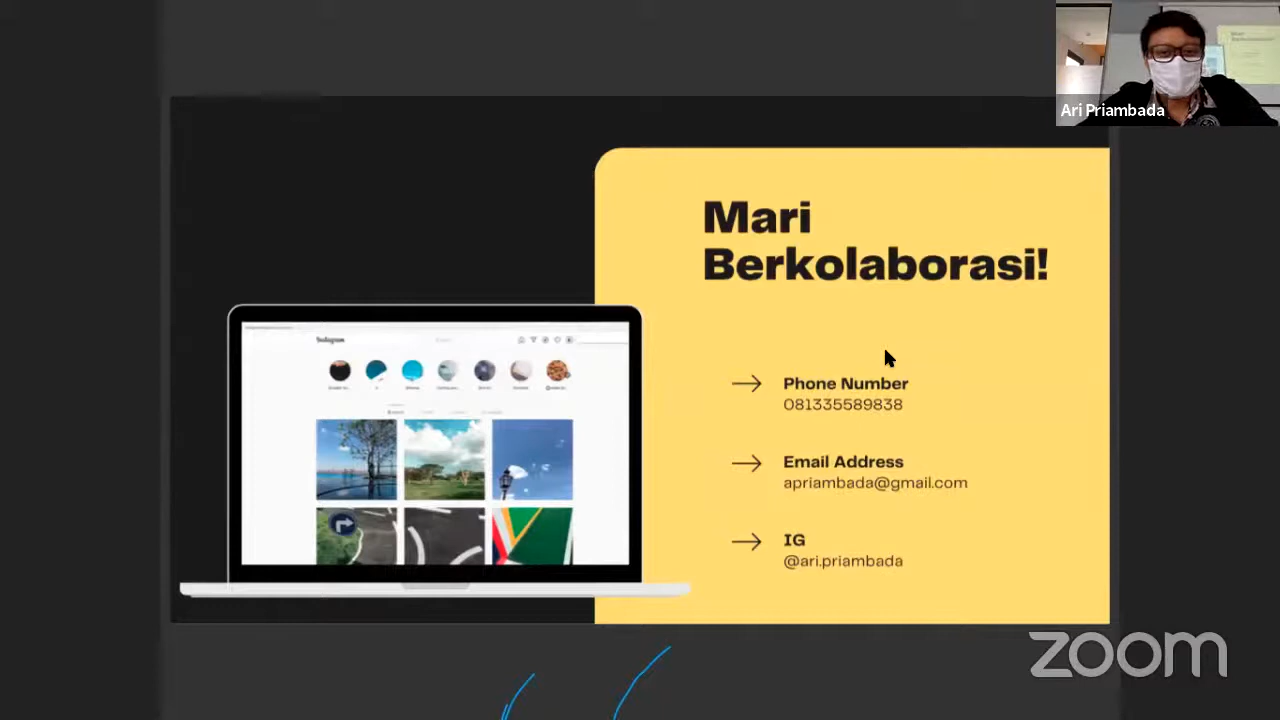 Ari Priambada
Mari
Berkolaborasi!
Instagram
Phone Number
081335589838
Email Address
apriambada@gmail.com
IG
@ari.priambada
zoom